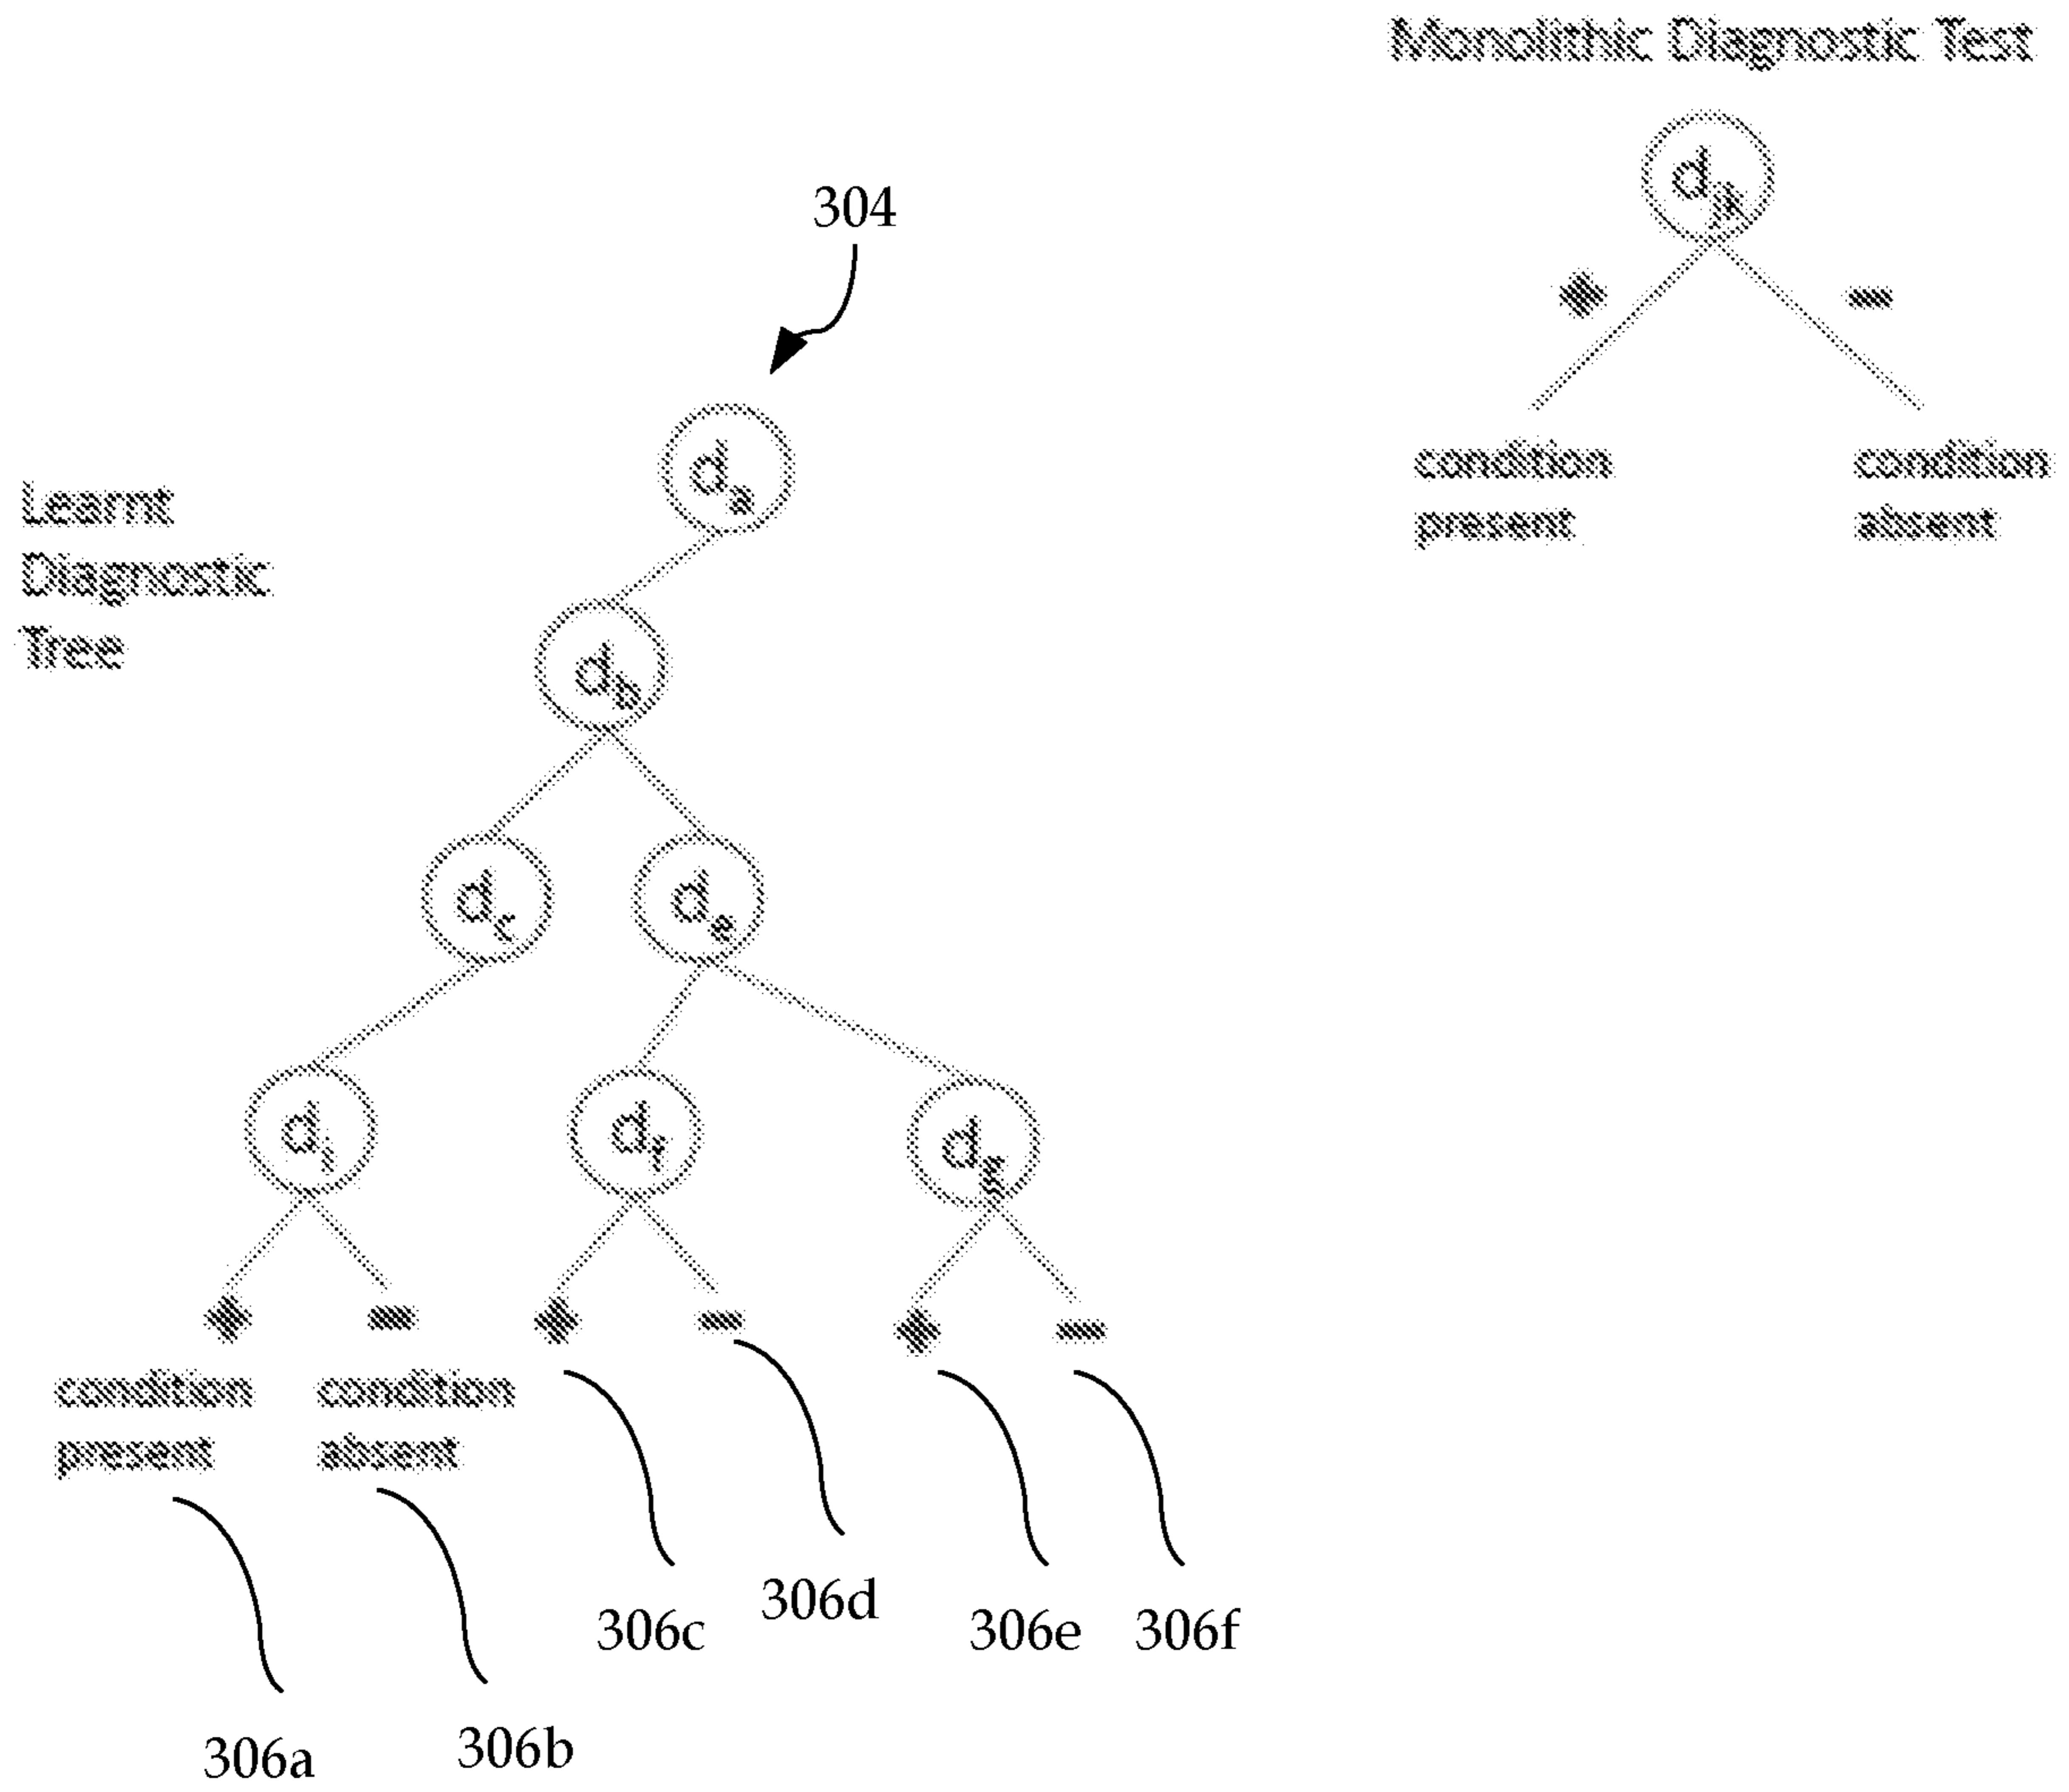 Monolithic Diagnostic Test
d
+
-
condition
present
condition
absent
304
Learnt
Diagnostic
Tree
d a
d b
d c
d e
d
d f
d g
+
-
+
-
+
-
condition
present
condition
absent
306a
306b
306c
306d
306e
306f